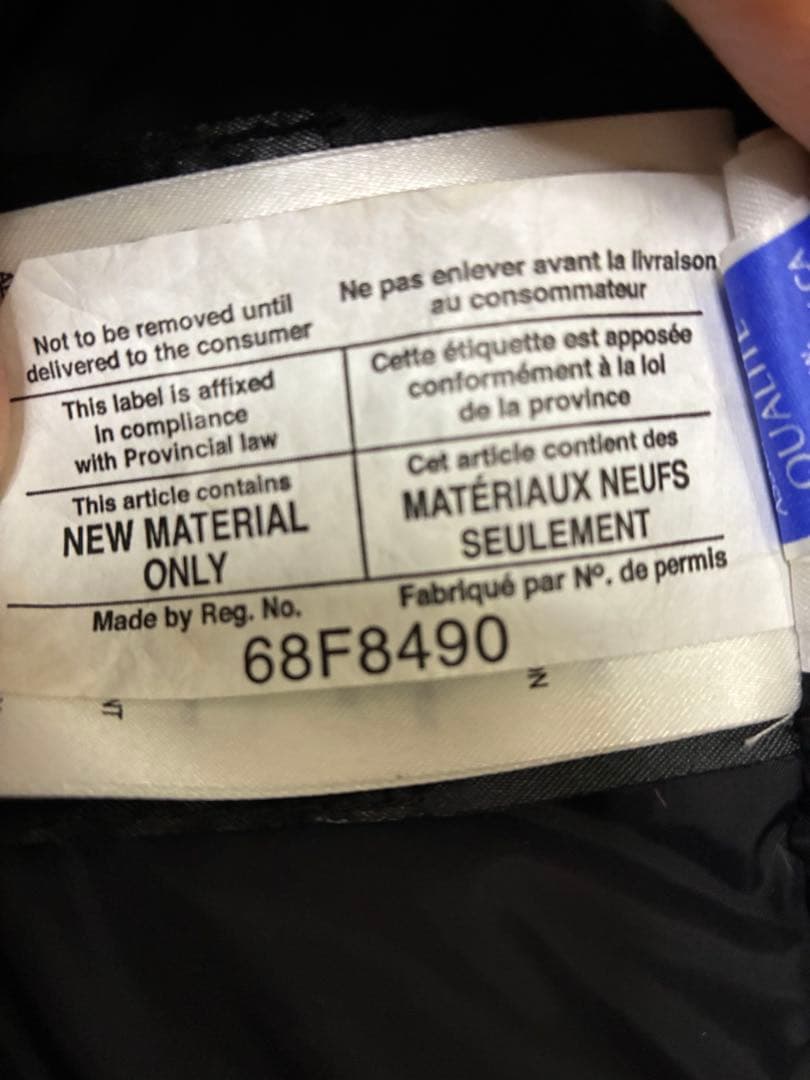 Not to be removed until
delivered to the consumer
Ne pas enlever avant la livraison
au consommateur
This label is affixed
in compliance
with Provincial law
Cette étiquette est apposée
conformément à la loi
de la province
This article contains
NEW MATERIAL
ONLY
Cet article contient des
MATÉRIAUX NEUFS
SEULEMENT
Made by Reg. No.
Fabriqué par Nº. de permis
68F8490
QUALITÉ
CA